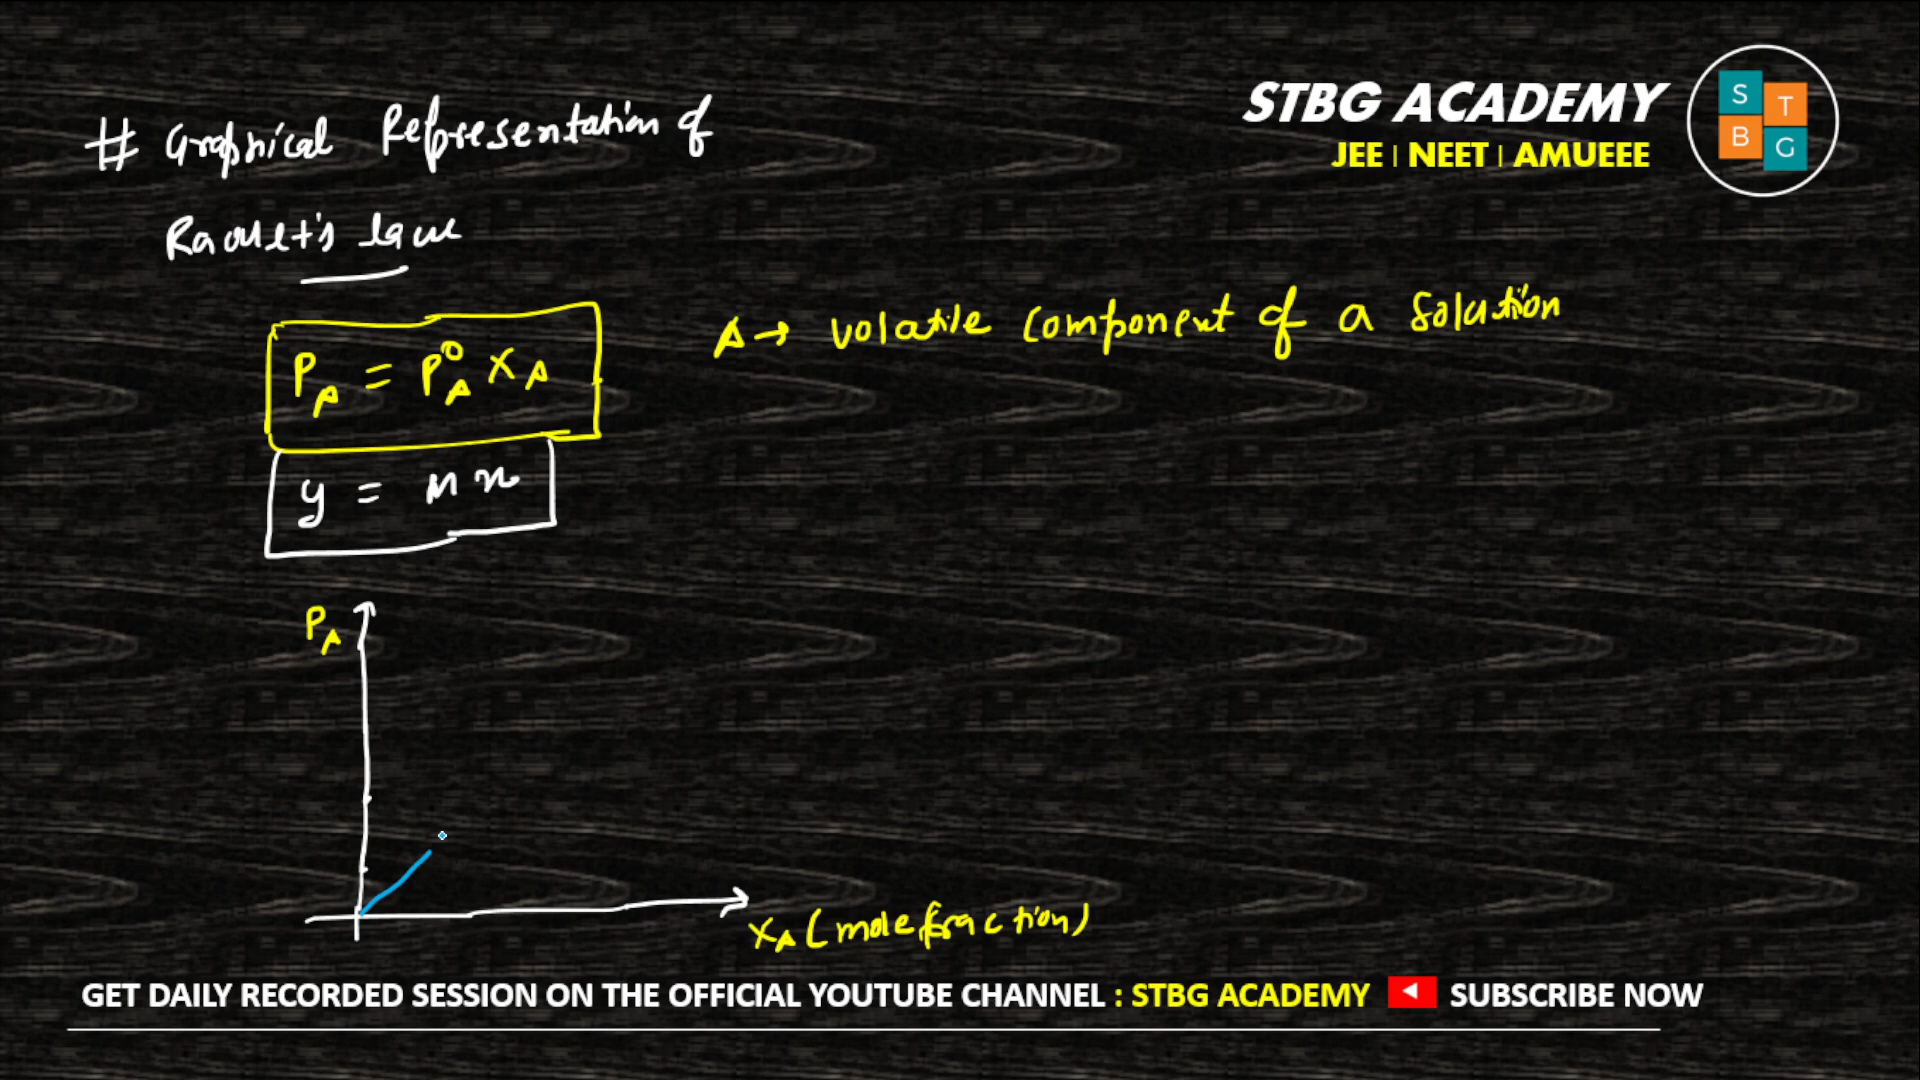 # Graphical Representation of
Raoult's law
STBG ACADEMY
JEE | NEET | AMUEEE
S T
B G
P_A = P°_A X_A
A → volatile component of a solution
y = m x
P_A
X_A (mole fraction)
GET DAILY RECORDED SESSION ON THE OFFICIAL YOUTUBE CHANNEL : STBG ACADEMY SUBSCRIBE NOW